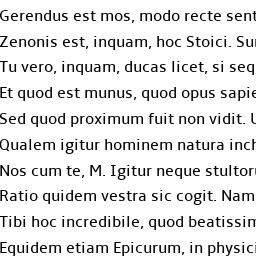 Gerendus est mos, modo recte sent
Zenonis est, inquam, hoc Stoici. Su
Tu vero, inquam, ducas licet, si seq
Et quod est munus, quod opus sapie
Sed quod proximum fuit non vidit. U
Qualem igitur hominem natura inch
Nos cum te, M. Igitur neque stultor
Ratio quidem vestra sic cogit. Nam
Tibi hoc incredibile, quod beatissim
Equidem etiam Epicurum, in physici